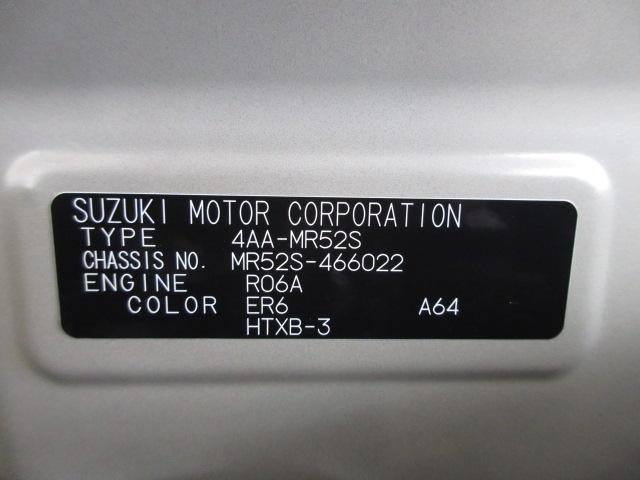 SUZUKI MOTOR CORPORATION
TYPE 4AA-MR52S
CHASSIS NO. MR52S-466022
ENGINE R06A
COLOR ER6 A64
HTXB-3